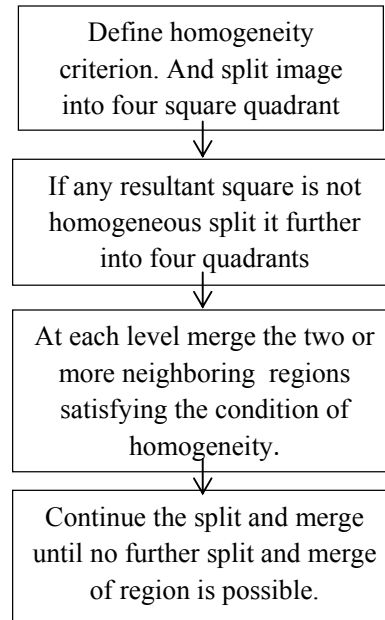 Define homogeneity
criterion. And split image
into four square quadrant
If any resultant square is not
homogeneous split it further
into four quadrants
At each level merge the two or
more neighboring regions
satisfying the condition of
homogeneity.
Continue the split and merge
until no further split and merge
of region is possible.